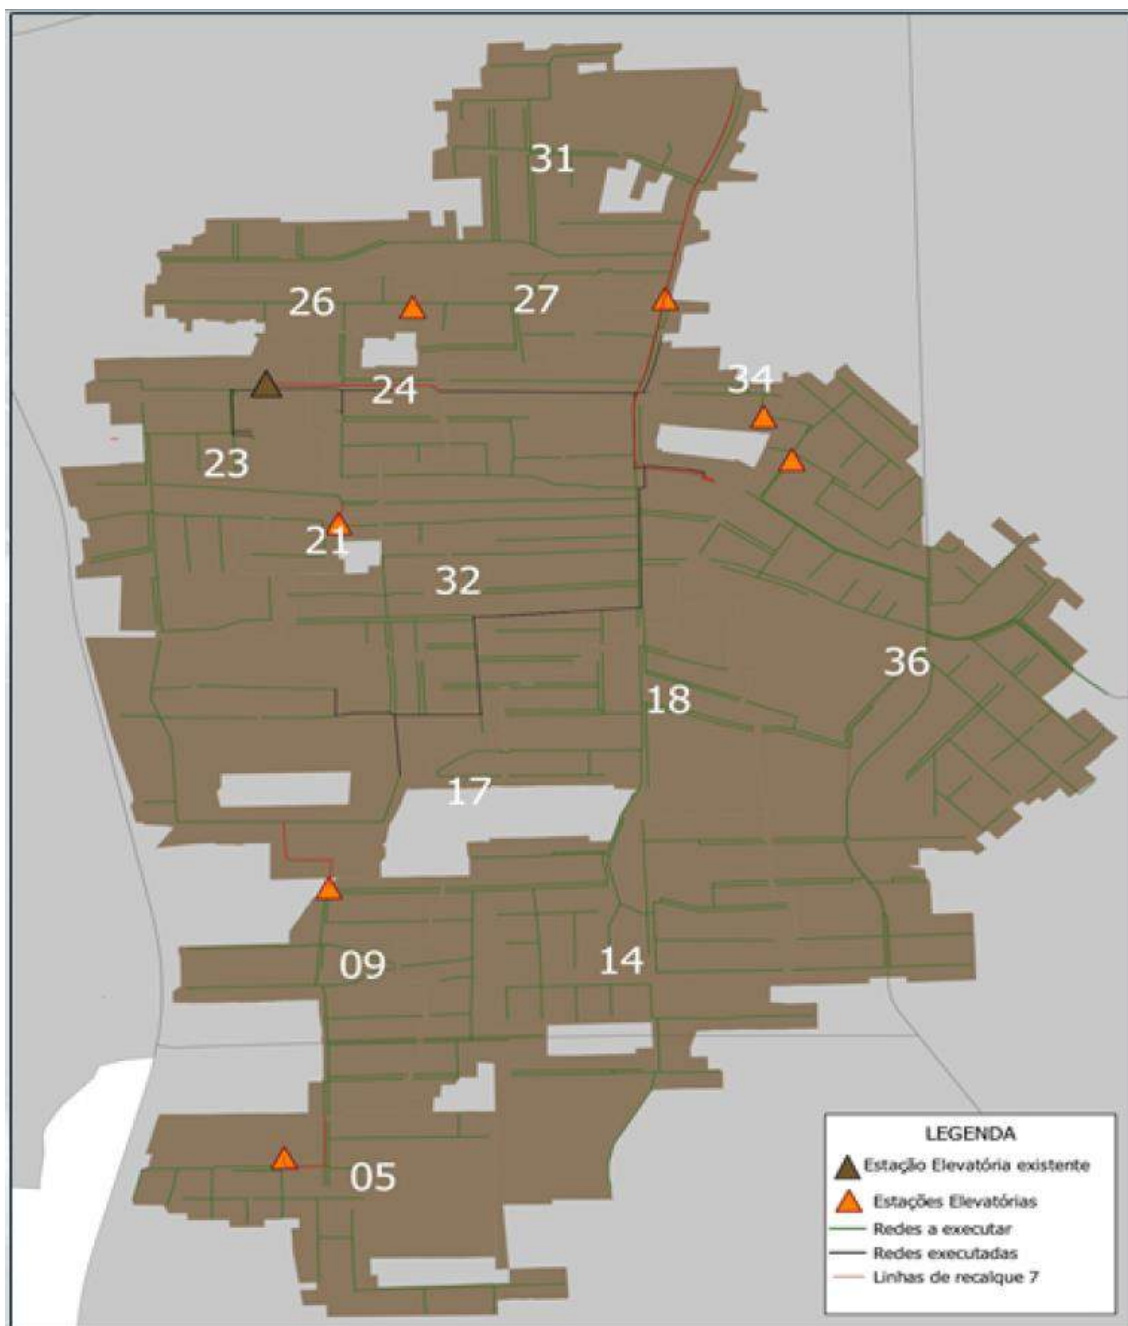 31
26
27
34
24
23
21
32
36
18
17
09
14
05
LEGENDA
Estação Elevatória existente
Estações Elevatórias
Redes a executar
Redes executadas
Linhas de recalque 7